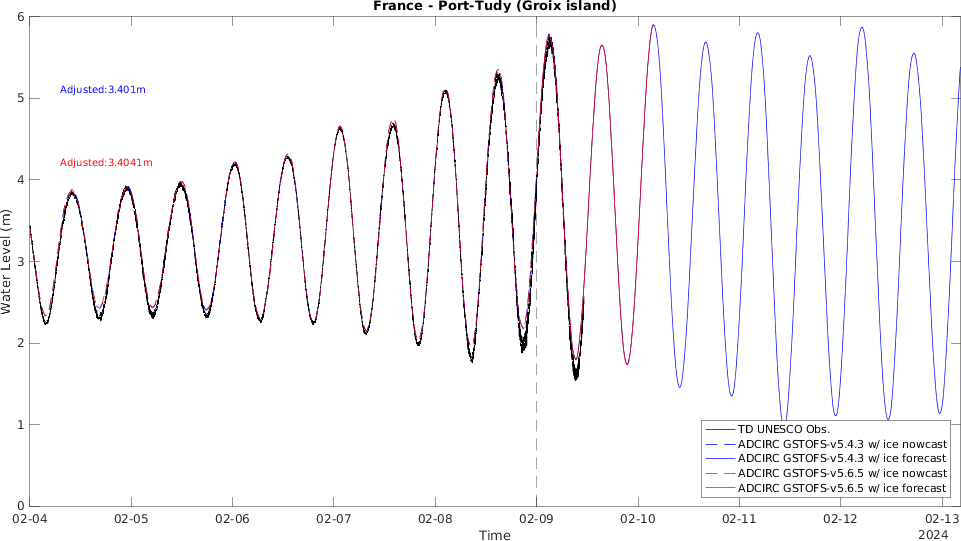 France - Port-Tudy (Groix island)
6
5
4
3
2
1
0
Water Level (m)
Adjusted:3.401m
Adjusted:3.4041m
TD UNESCO Obs.
ADCIRC GSTOFS-v5.4.3 w/ ice nowcast
ADCIRC GSTOFS-v5.4.3 w/ ice forecast
ADCIRC GSTOFS-v5.6.5 w/ ice nowcast
ADCIRC GSTOFS-v5.6.5 w/ ice forecast
02-04 02-05 02-06 02-07 02-08 02-09 02-10 02-11 02-12 02-13
Time
2024